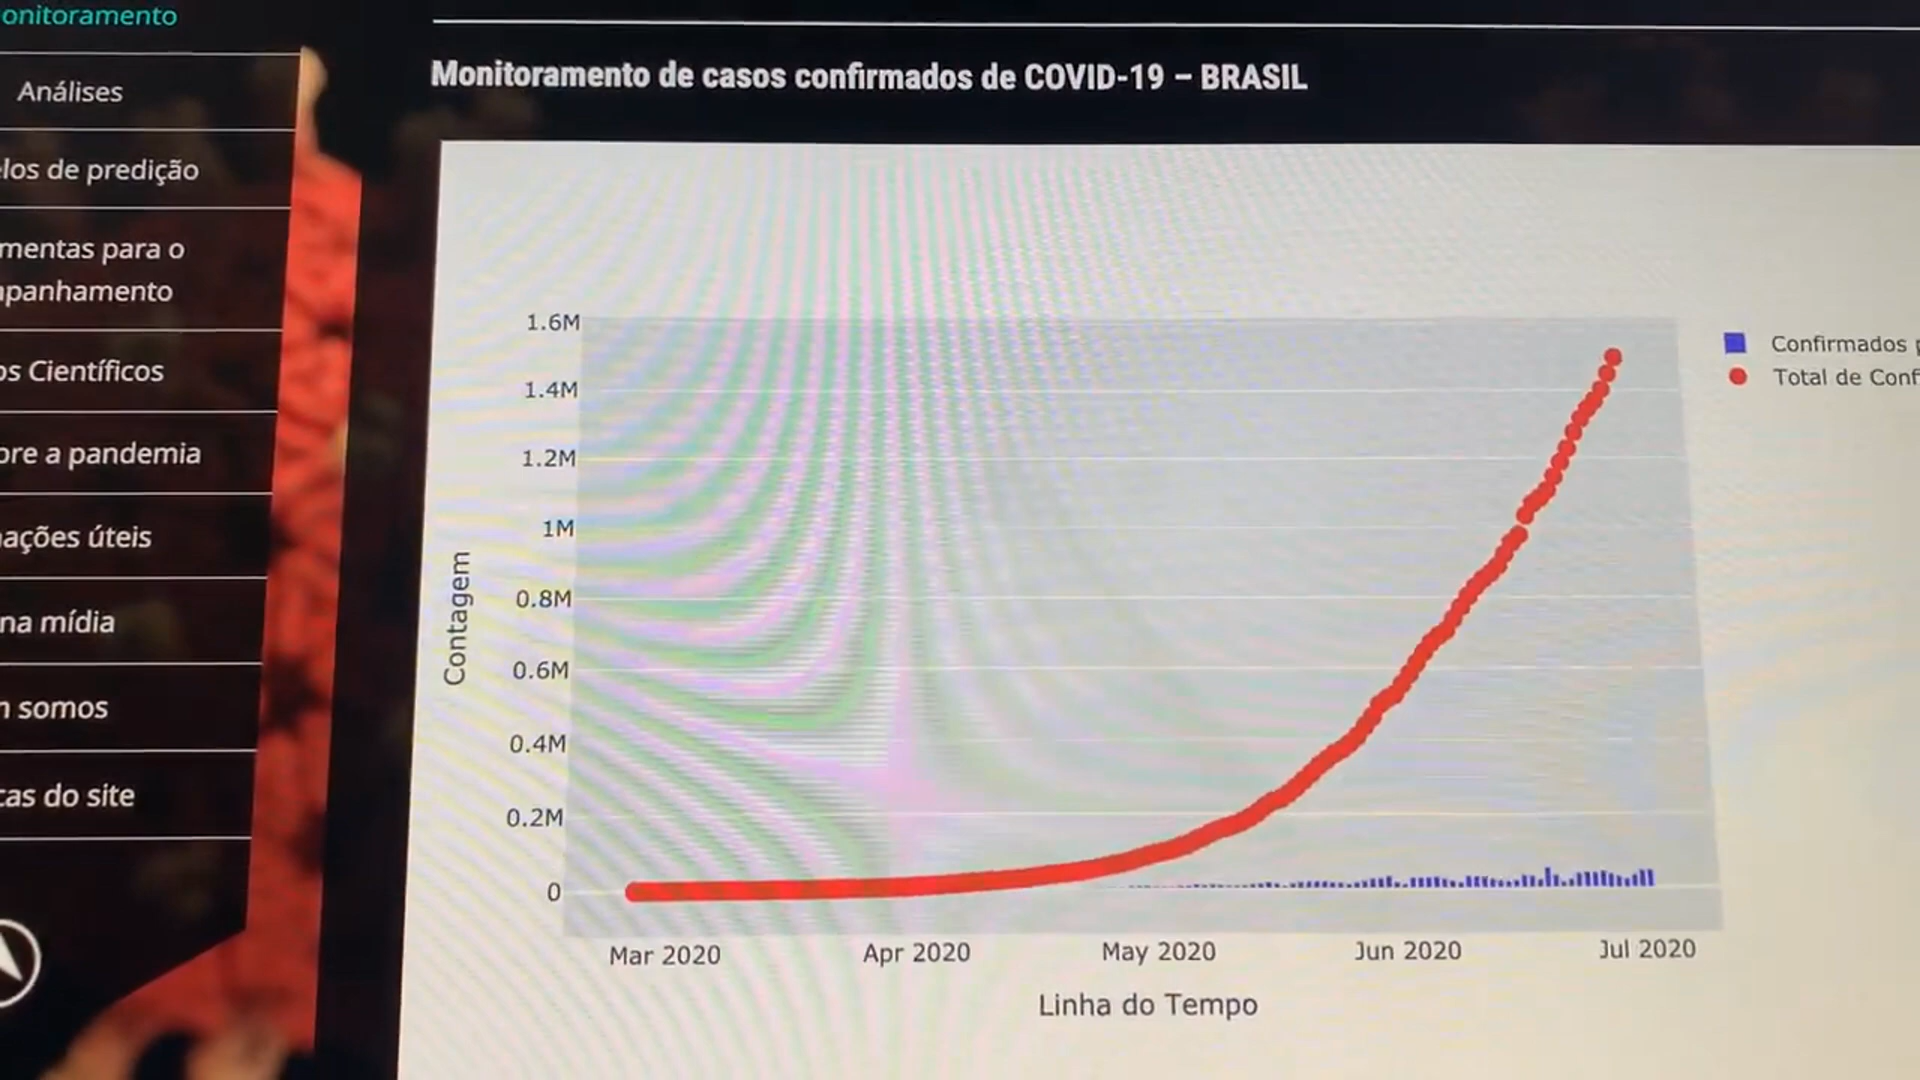 onitoramento
Análises
los de predição
mentas para o
panhamento
os Científicos
ore a pandemia
ações úteis
na mídia
somos
cas do site
Monitoramento de casos confirmados de COVID-19 – BRASIL
1.6M
1.4M
1.2M
1M
0.8M
0.6M
0.4M
0.2M
0
Contagem
Mar 2020
Apr 2020
May 2020
Jun 2020
Jul 2020
Linha do Tempo
Confirmados p
Total de Conf